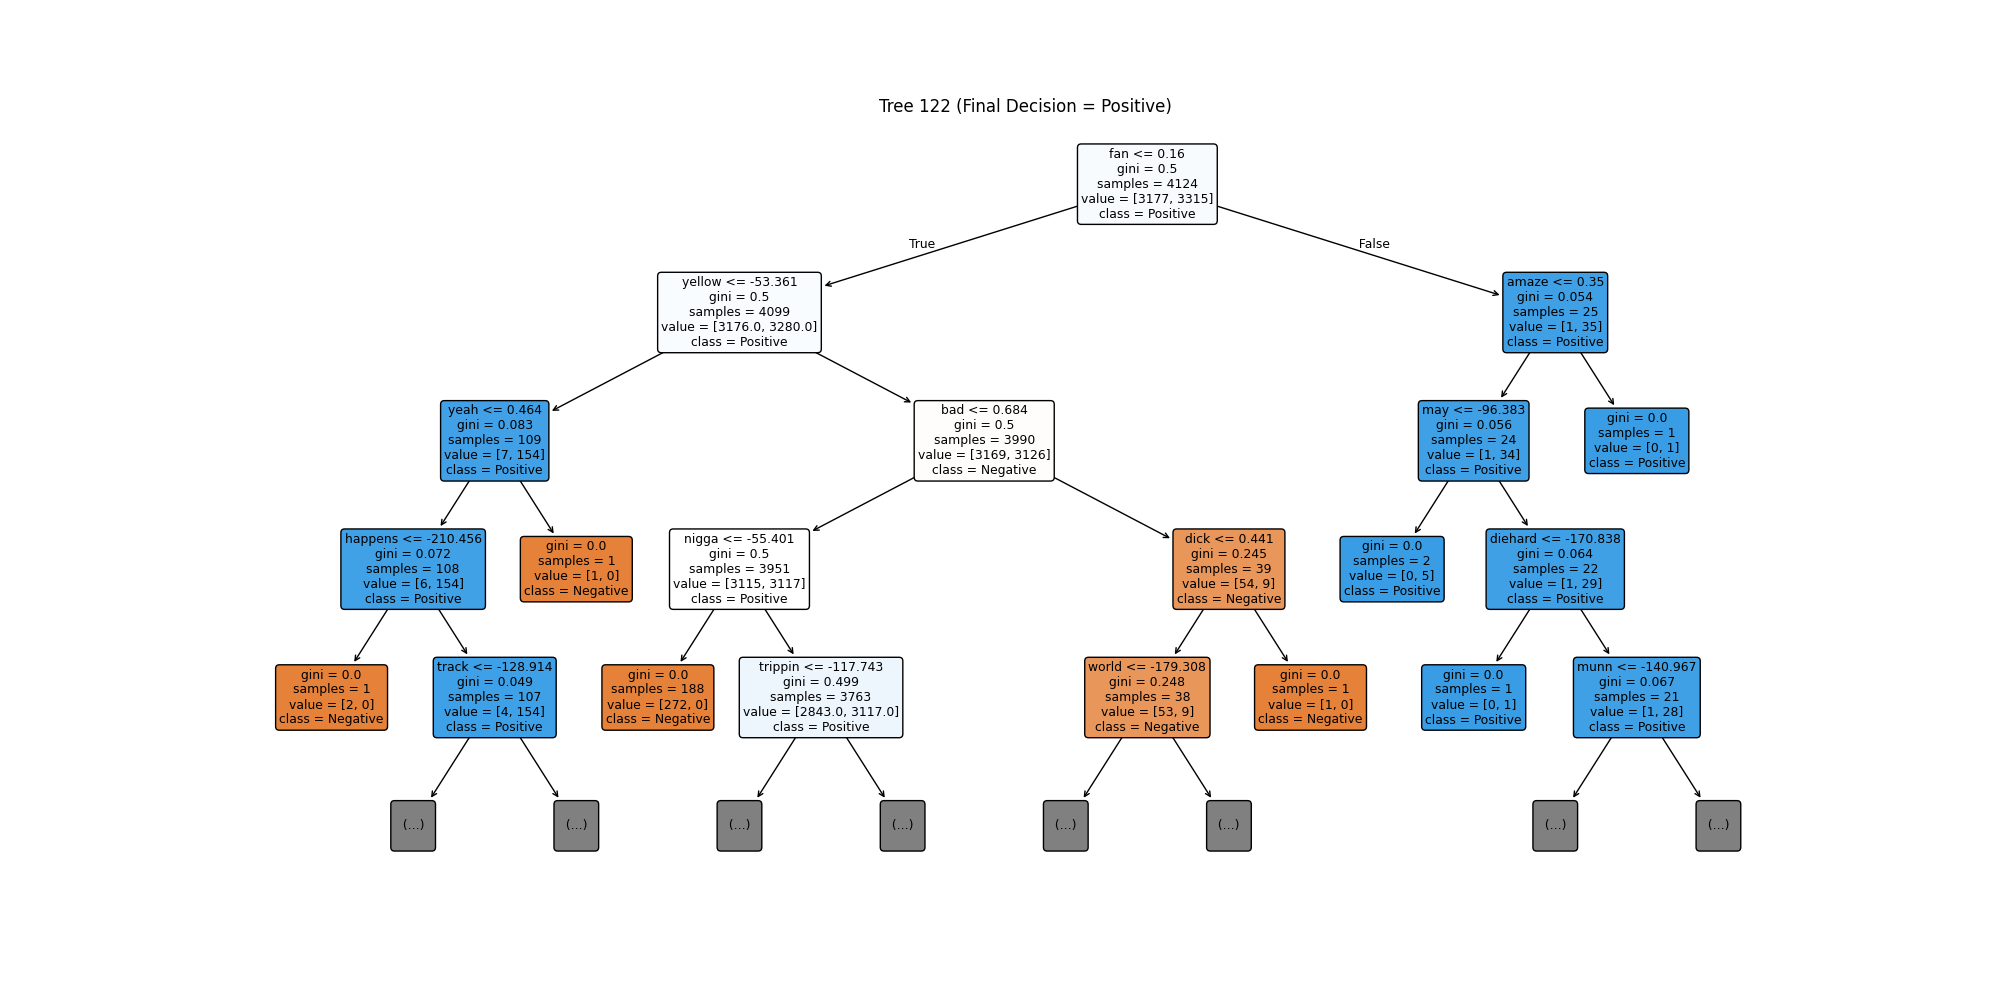 Tree 122 (Final Decision = Positive)
fan <= 0.16
gini = 0.5
samples = 4124
value = [3177, 3315]
class = Positive
True
False
yellow <= -53.361
gini = 0.5
samples = 4099
value = [3176.0, 3280.0]
class = Positive
amaze <= 0.35
gini = 0.054
samples = 25
value = [1, 35]
class = Positive
yeah <= 0.464
gini = 0.083
samples = 109
value = [7, 154]
class = Positive
bad <= 0.684
gini = 0.5
samples = 3990
value = [3169, 3126]
class = Negative
may <= -96.383
gini = 0.056
samples = 24
value = [1, 34]
class = Positive
gini = 0.0
samples = 1
value = [0, 1]
class = Positive
happens <= -210.456
gini = 0.072
samples = 108
value = [6, 154]
class = Positive
gini = 0.0
samples = 1
value = [1, 0]
class = Negative
nigga <= -55.401
gini = 0.5
samples = 3951
value = [3115, 3117]
class = Positive
dick <= 0.441
gini = 0.245
samples = 39
value = [54, 9]
class = Negative
gini = 0.0
samples = 2
value = [0, 5]
class = Positive
diehard <= -170.838
gini = 0.064
samples = 22
value = [1, 29]
class = Positive
gini = 0.0
samples = 1
value = [2, 0]
class = Negative
track <= -128.914
gini = 0.049
samples = 107
value = [4, 154]
class = Positive
gini = 0.0
samples = 188
value = [272, 0]
class = Negative
trippin <= -117.743
gini = 0.499
samples = 3763
value = [2843.0, 3117.0]
class = Positive
world <= -179.308
gini = 0.248
samples = 38
value = [53, 9]
class = Negative
gini = 0.0
samples = 1
value = [1, 0]
class = Negative
gini = 0.0
samples = 1
value = [0, 1]
class = Positive
munn <= -140.967
gini = 0.067
samples = 21
value = [1, 28]
class = Positive
(...)
(...)
(...)
(...)
(...)
(...)
(...)
(...)